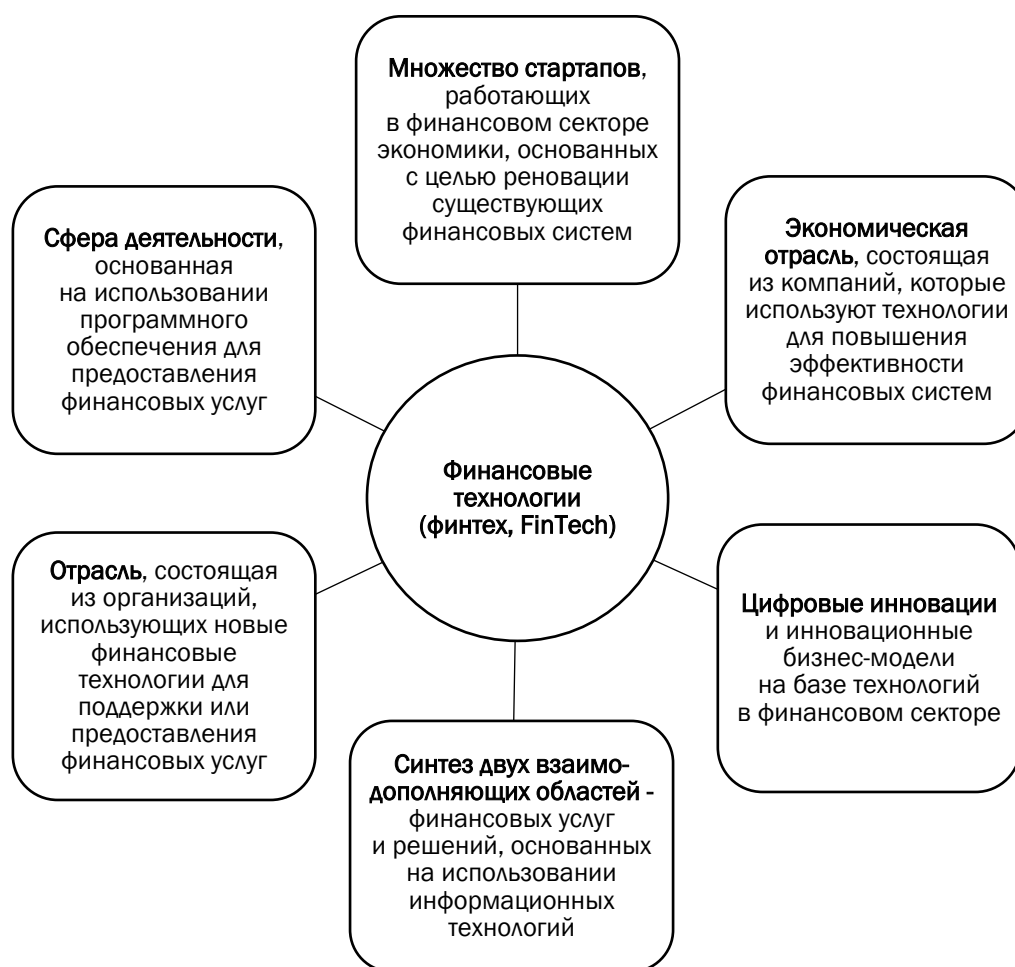 Множество стартапов,
работающих
в финансовом секторе
экономики, основанных
с целью реновации
существующих
финансовых систем
Сфера деятельности,
основанная
на использовании
программного
обеспечения для
предоставления
финансовых услуг
Экономическая
отрасль, состоящая
из компаний, которые
используют технологии
для повышения
эффективности
финансовых систем
Финансовые
технологии
(финтех, FinTech)
Отрасль, состоящая
из организаций,
использующих новые
финансовые
технологии для
поддержки или
предоставления
финансовых услуг
Цифровые инновации
и инновационные
бизнес-модели
на базе технологий
в финансовом секторе
Синтез двух взаимо-
дополняющих областей -
финансовых услуг
и решений, основанных
на использовании
информационных
технологий